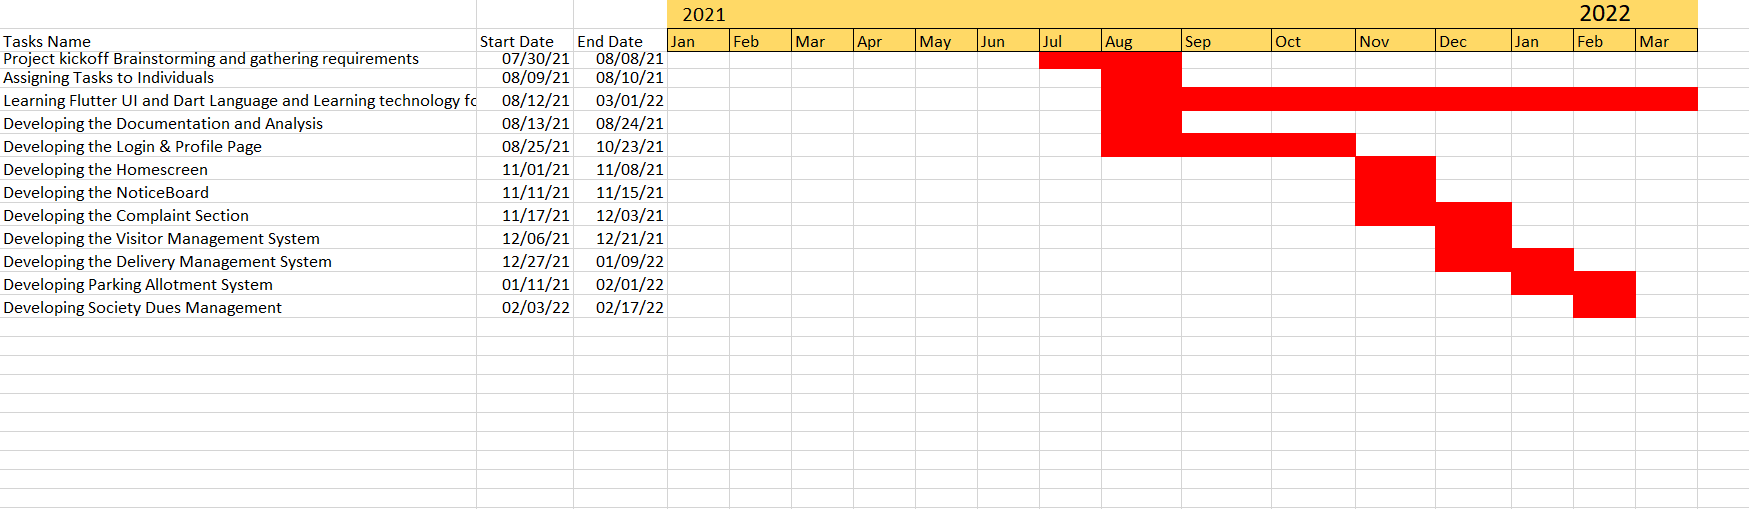 2021 2022
Tasks Name Start Date End Date Jan Feb Mar Apr May Jun Jul Aug Sep Oct Nov Dec Jan Feb Mar
Project kickoff Brainstorming and gathering requirements 07/30/21 08/08/21
Assigning Tasks to Individuals 08/09/21 08/10/21
Learning Flutter UI and Dart Language and Learning technology fo 08/12/21 03/01/22
Developing the Documentation and Analysis 08/13/21 08/24/21
Developing the Login & Profile Page 08/25/21 10/23/21
Developing the Homescreen 11/01/21 11/08/21
Developing the NoticeBoard 11/11/21 11/15/21
Developing the Complaint Section 11/17/21 12/03/21
Developing the Visitor Management System 12/06/21 12/21/21
Developing the Delivery Management System 12/27/21 01/09/22
Developing Parking Allotment System 01/11/21 02/01/22
Developing Society Dues Management 02/03/22 02/17/22